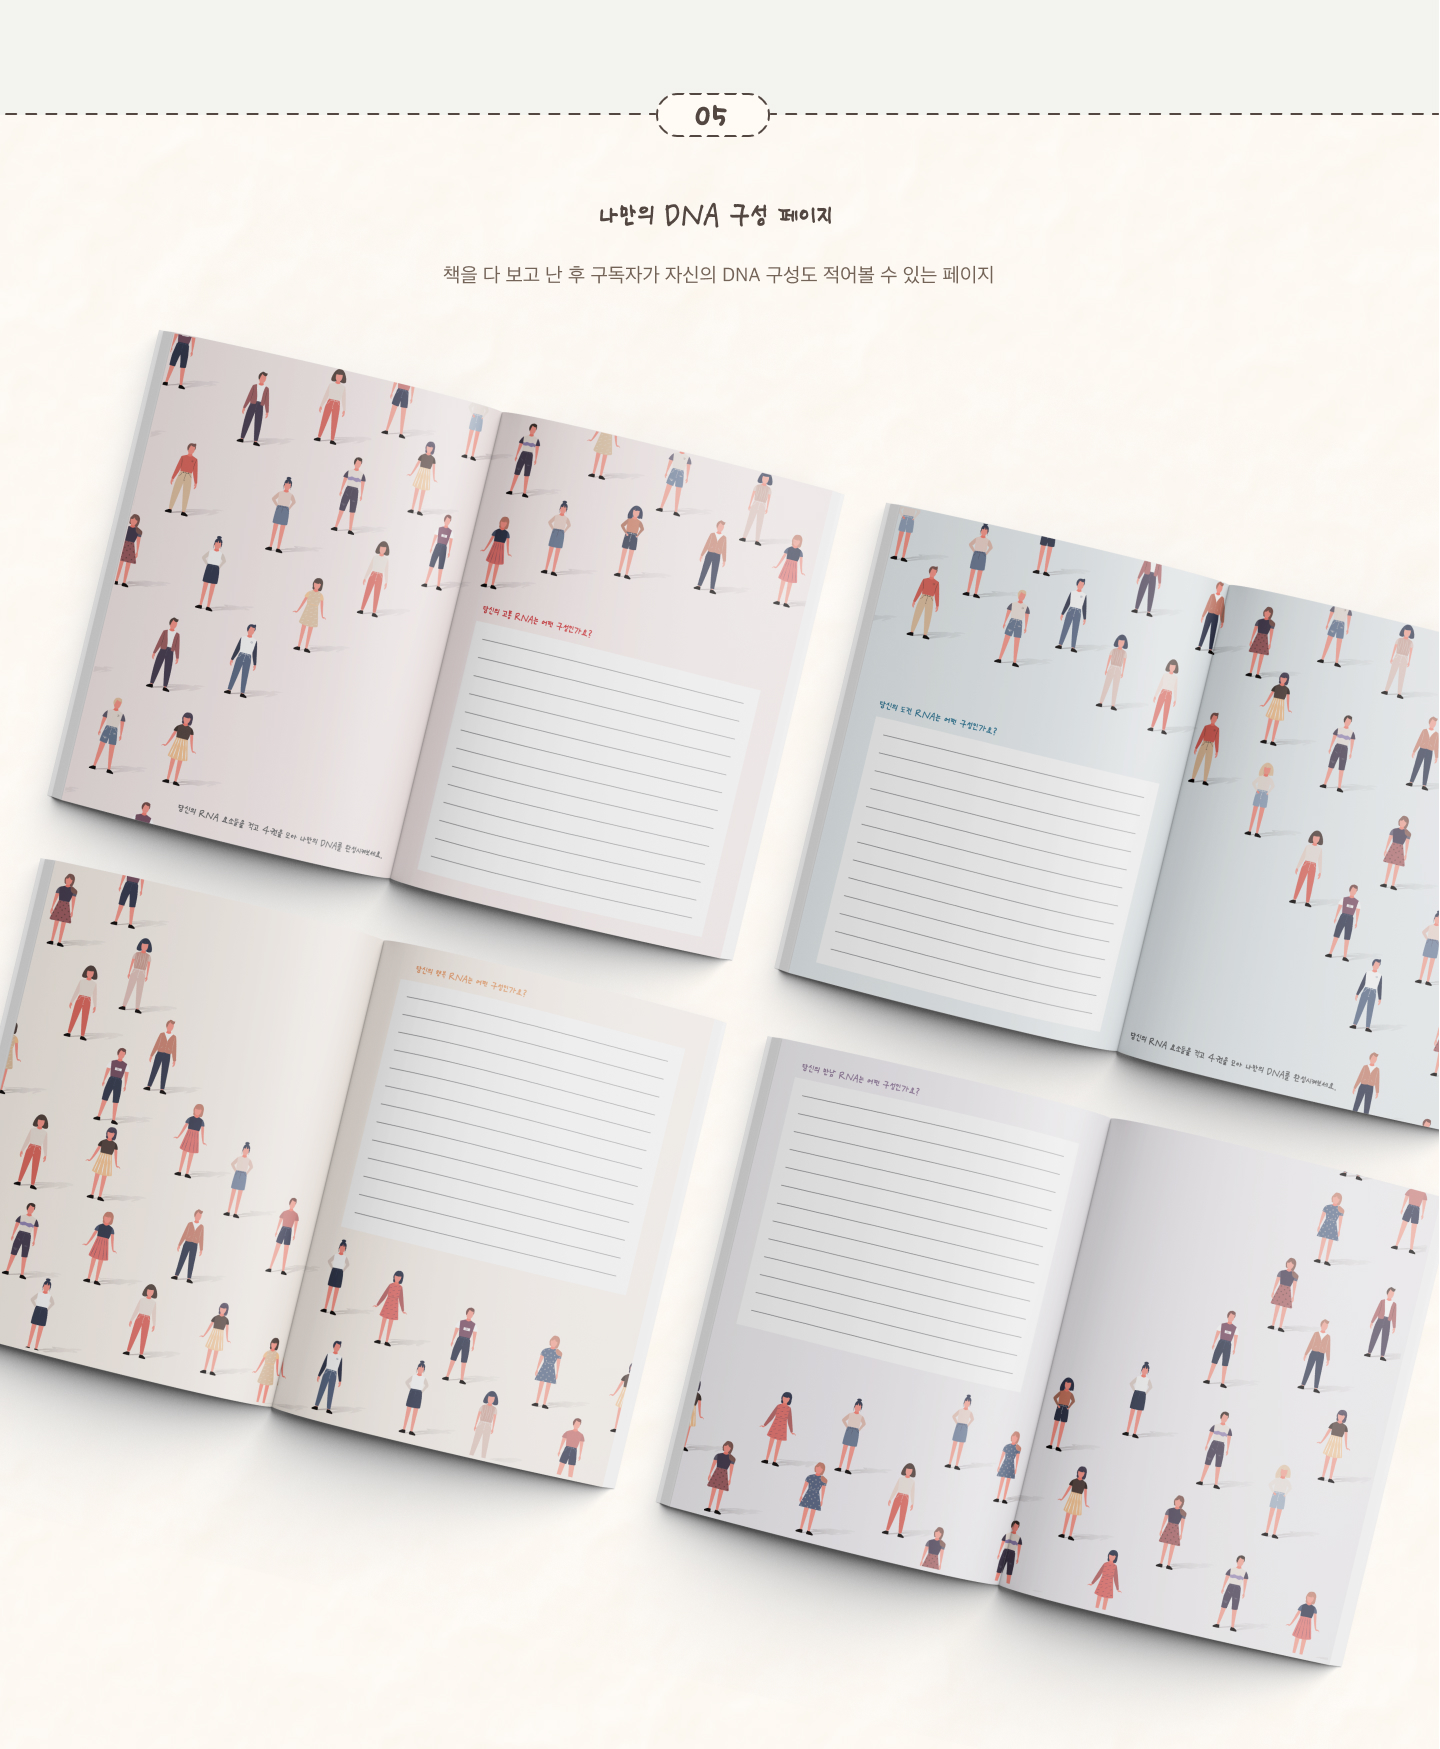 05
나만의 DNA 구성 페이지
책을 다 보고 난 후 구독자가 자신의 DNA 구성도 적어볼 수 있는 페이지
당신의 고통 RNA는 어떤 구성인가요?
당신의 도전 RNA는 어떤 구성인가요?
당신의 RNA 요소들을 적고 4권을 모아 나만의 DNA를 완성시켜보세요.
당신의 현주 RNA는 어떤 구성인가요?
당신의 RNA 요소들을 적고 4권을 모아 나만의 DNA를 완성시켜보세요.
당신의 만남 RNA는 어떤 구성인가요?